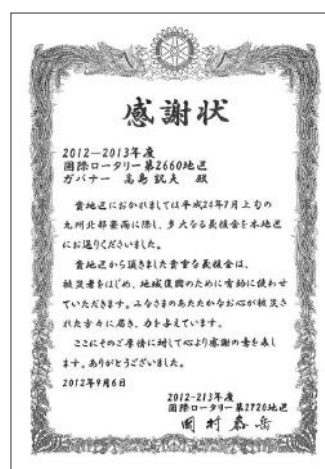 感謝状
2012—2013年度
国際ロータリー第2660地区
ガバナー 高島 凱夫 殿
貴地区におかれましては平成24年7月上旬の
九州北部豪雨に際し、多大なる義援金を本地区
にお送りくださいました。
貴地区から頂きました貴重な義援金は、
被災者をはじめ、地域復興のために有効に使わせ
ていただきます。みなさまのあたたかなお心が被災さ
れた方々に届き、力を与えています。
ここにそのご厚情に対して心より感謝の意を表し
ます。ありがとうございました。
2012年9月6日
2012-213年度
国際ロータリー第2720地区
岡村泰岳